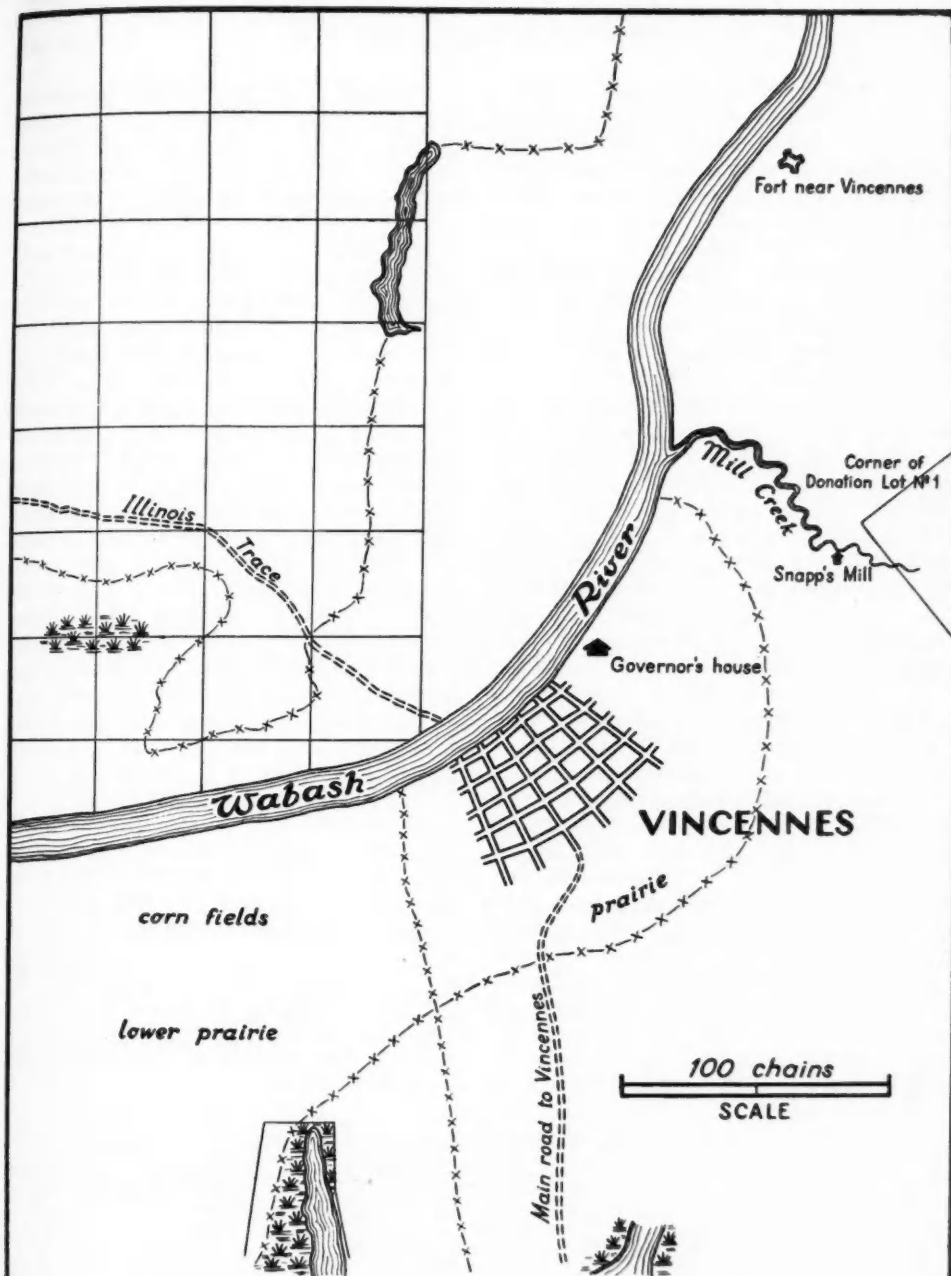 Fort near Vincennes
Mill Creek
Corner of
Donation Lot Nº1
Illinois
Trace
Snapp's Mill
River
Governor's house
Wabash
VINCENNES
prairie
corn fields
lower prairie
Main road to Vincennes
100 chains
SCALE